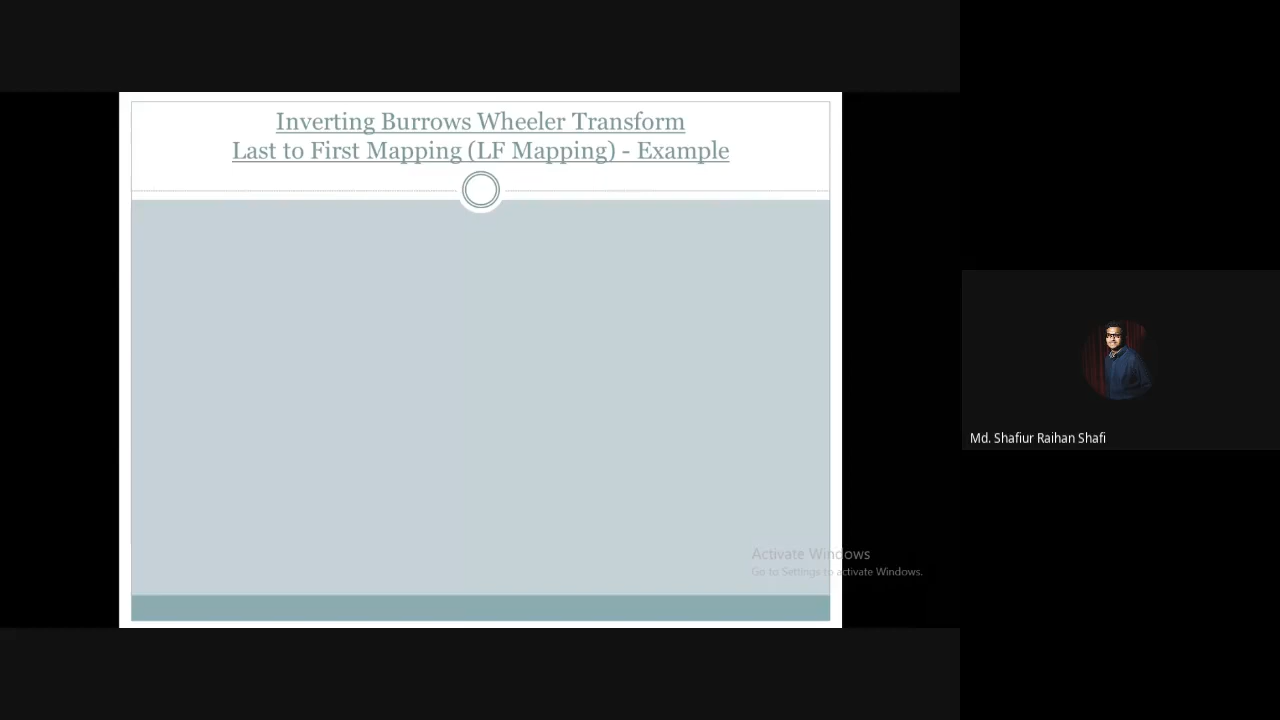 Inverting Burrows Wheeler Transform
Last to First Mapping (LF Mapping) - Example
Md. Shafiur Raihan Shafi
Activate Windows
Go to Settings to activate Windows.